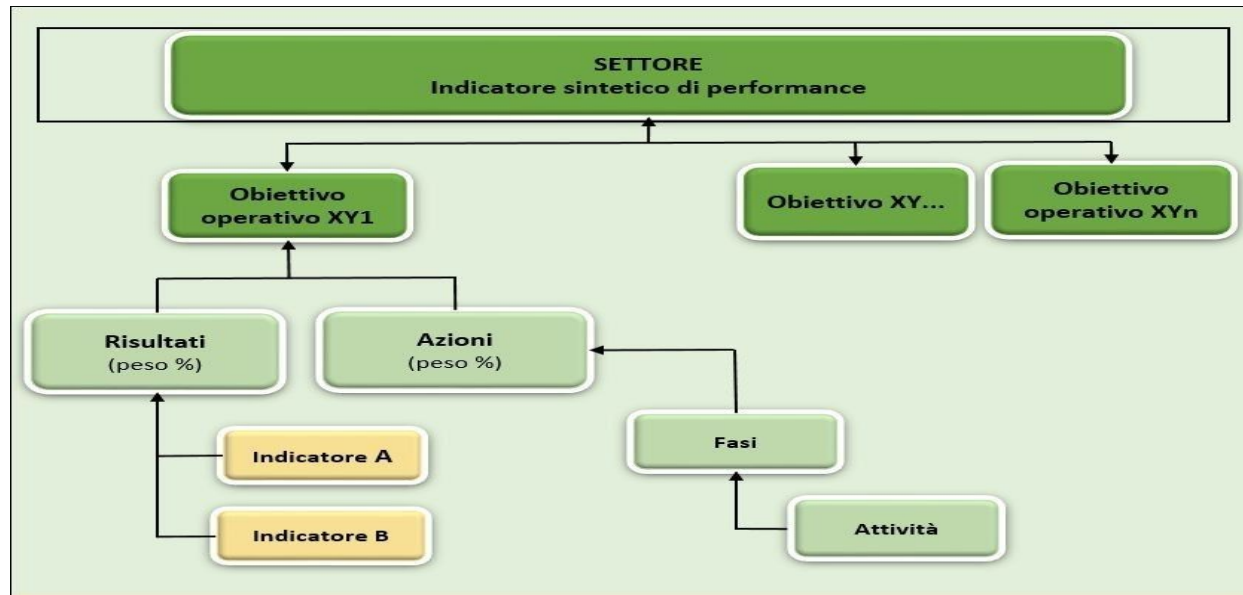 SETTORE
Indicatore sintetico di performance
Obiettivo
operativo XY1
Obiettivo XY...
Obiettivo
operativo XYn
Risultati
(peso %)
Azioni
(peso %)
Indicatore A
Fasi
Indicatore B
Attività